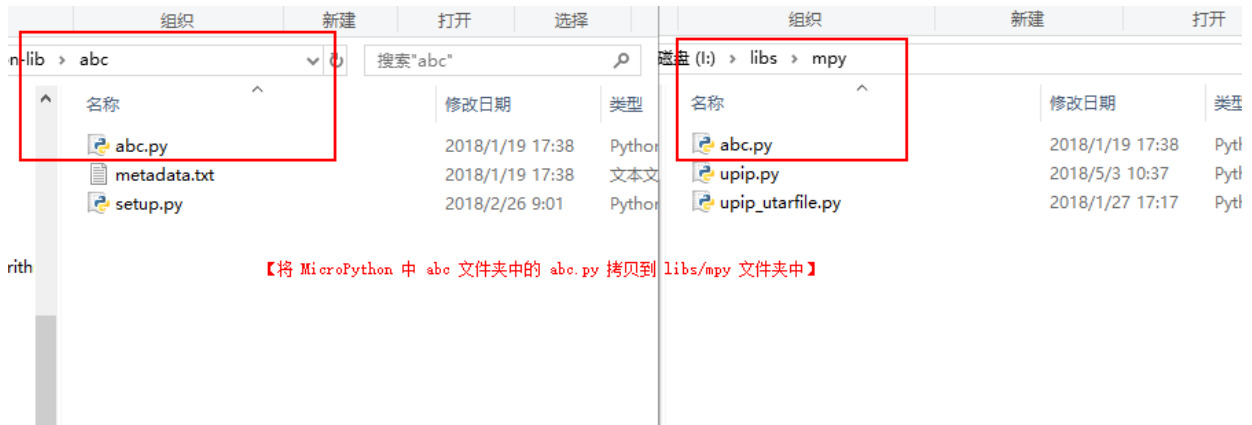 组织 新建 打开 选择
n-lib › abc 搜索"abc"
名称 修改日期 类型
abc.py 2018/1/19 17:38 Python
metadata.txt 2018/1/19 17:38 文本文
setup.py 2018/2/26 9:01 Python
rith
组织 新建 打开
磁盘 (I:) › libs › mpy
名称 修改日期 类型
abc.py 2018/1/19 17:38 Pyth
upip.py 2018/5/3 10:37 Pyth
upip_utarfile.py 2018/1/27 17:17 Pyth
【将 MicroPython 中 abc 文件夹中的 abc.py 拷贝到 libs/mpy 文件夹中】